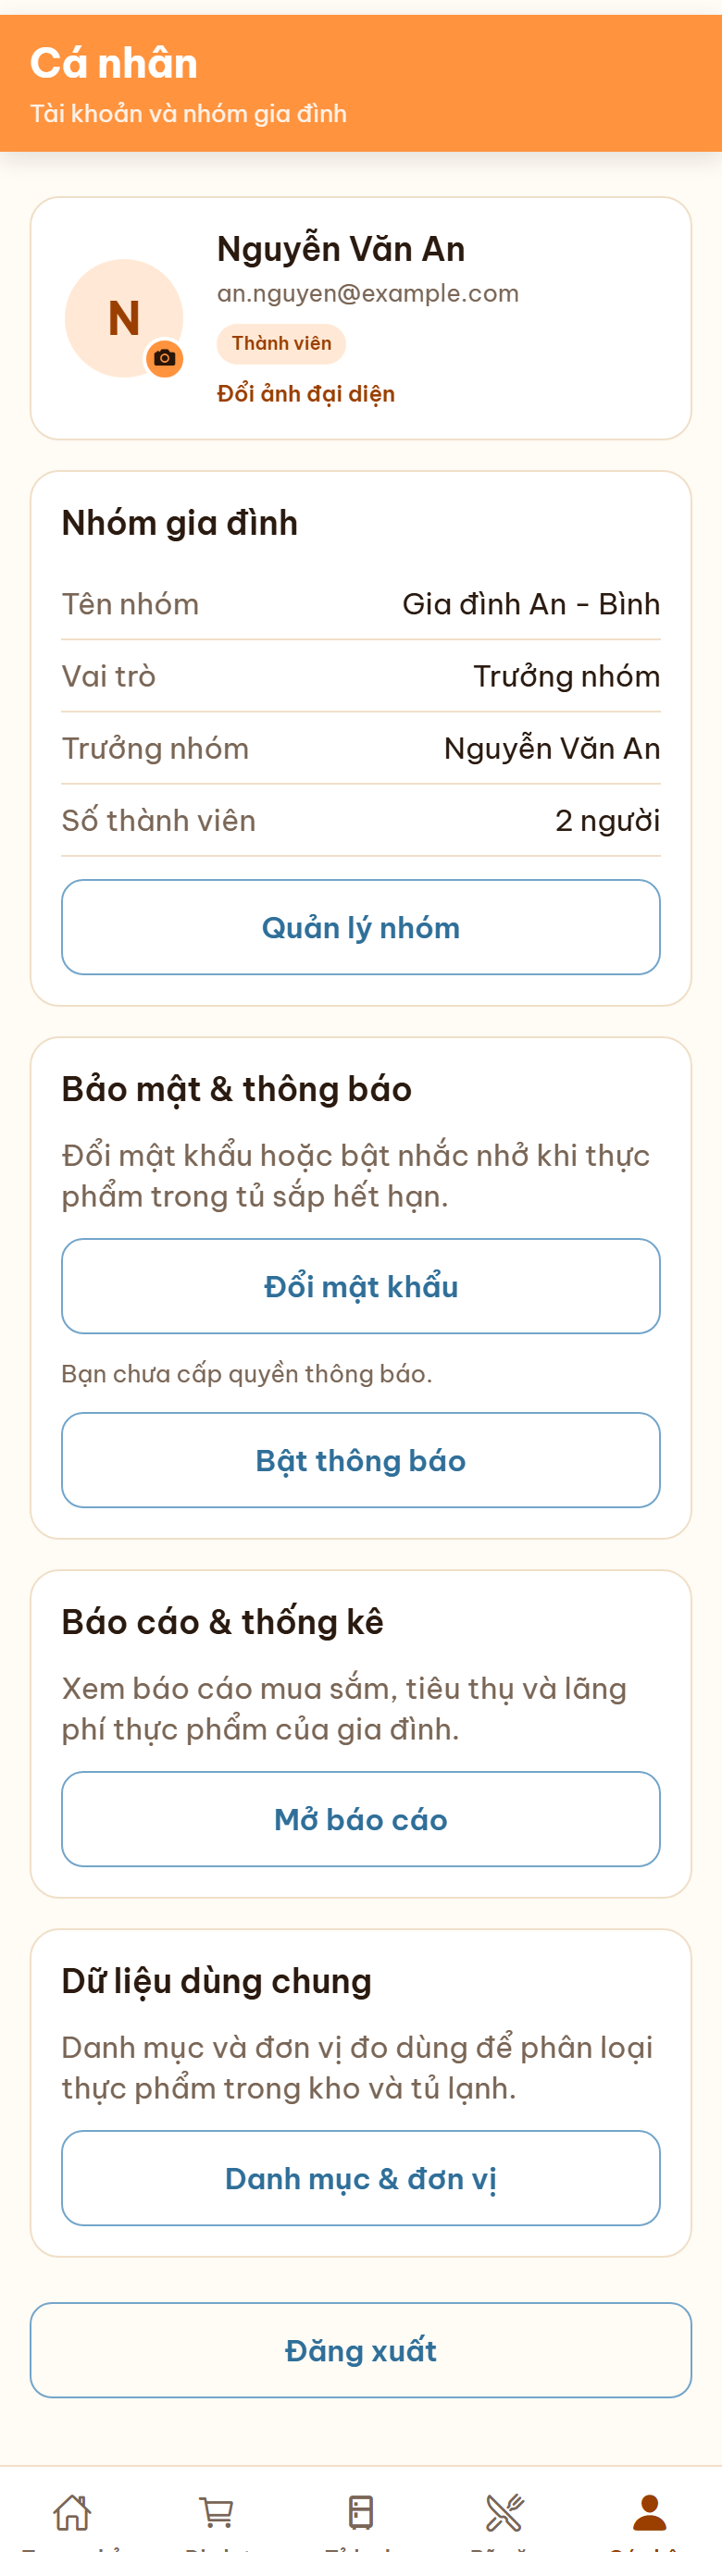 Cá nhân
Tài khoản và nhóm gia đình
N
Nguyễn Văn An
an.nguyen@example.com
Thành viên
Đổi ảnh đại diện
Nhóm gia đình
Tên nhóm Gia đình An - Bình
Vai trò Trưởng nhóm
Trưởng nhóm Nguyễn Văn An
Số thành viên 2 người
Quản lý nhóm
Bảo mật & thông báo
Đổi mật khẩu hoặc bật nhắc nhở khi thực
phẩm trong tủ sắp hết hạn.
Đổi mật khẩu
Bạn chưa cấp quyền thông báo.
Bật thông báo
Báo cáo & thống kê
Xem báo cáo mua sắm, tiêu thụ và lãng
phí thực phẩm của gia đình.
Mở báo cáo
Dữ liệu dùng chung
Danh mục và đơn vị đo dùng để phân loại
thực phẩm trong kho và tủ lạnh.
Danh mục & đơn vị
Đăng xuất